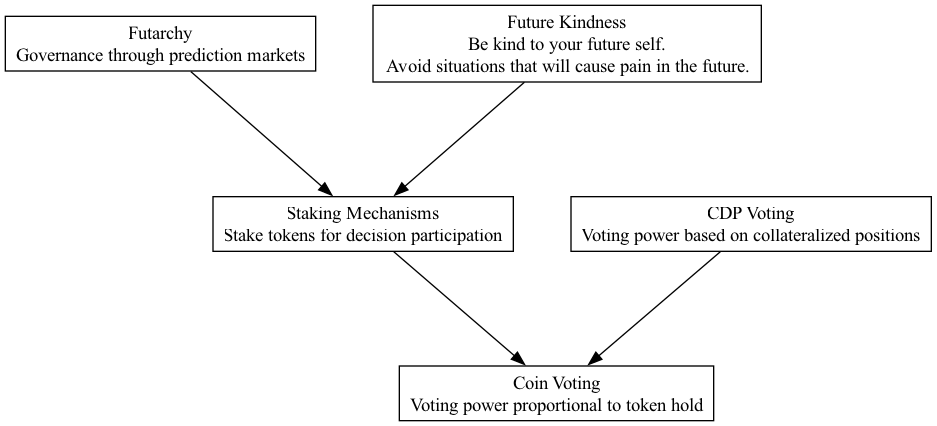 Futarchy
Governance through prediction markets
Future Kindness
Be kind to your future self.
Avoid situations that will cause pain in the future.
Staking Mechanisms
Stake tokens for decision participation
CDP Voting
Voting power based on collateralized positions
Coin Voting
Voting power proportional to token hold